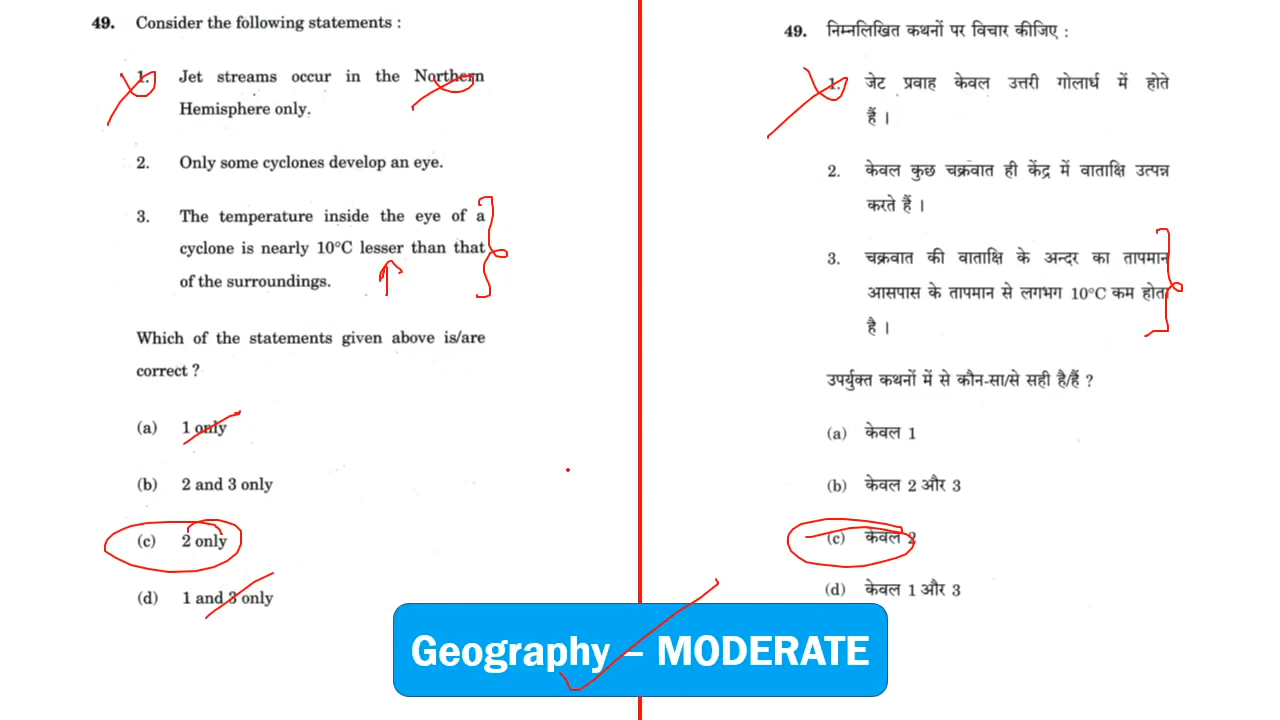 49. Consider the following statements :
1. Jet streams occur in the Northern
Hemisphere only.
2. Only some cyclones develop an eye.
3. The temperature inside the eye of a
cyclone is nearly 10°C lesser than that
of the surroundings.
Which of the statements given above is/are
correct ?
(a) 1 only
(b) 2 and 3 only
(c) 2 only
(d) 1 and 3 only
49. निम्नलिखित कथनों पर विचार कीजिए :
1. जेट प्रवाह केवल उत्तरी गोलार्ध में होते
हैं ।
2. केवल कुछ चक्रवात ही केंद्र में वाताक्षि उत्पन्न
करते हैं ।
3. चक्रवात की वाताक्षि के अन्दर का तापमान
आसपास के तापमान से लगभग 10°C कम होता
है ।
उपर्युक्त कथनों में से कौन-सा/से सही है/हैं ?
(a) केवल 1
(b) केवल 2 और 3
(c) केवल 2
(d) केवल 1 और 3
Geography – MODERATE